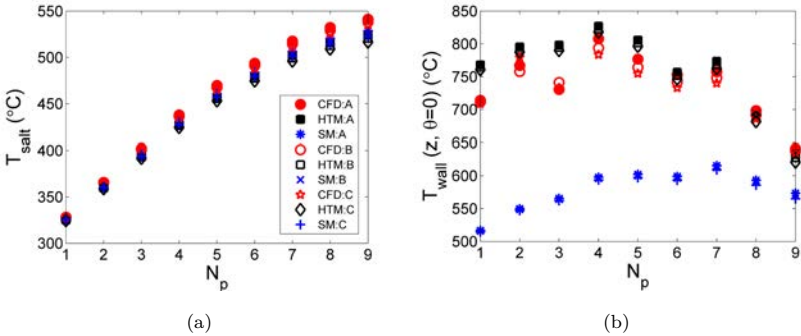 550
500
450
400
350
300
T_salt (°C)
1 2 3 4 5 6 7 8 9
N_p
CFD:A
HTM:A
SM:A
CFD:B
HTM:B
SM:B
CFD:C
HTM:C
SM:C
(a)
850
800
750
700
650
600
550
500
T_wall (z, θ=0) (°C)
1 2 3 4 5 6 7 8 9
N_p
(b)